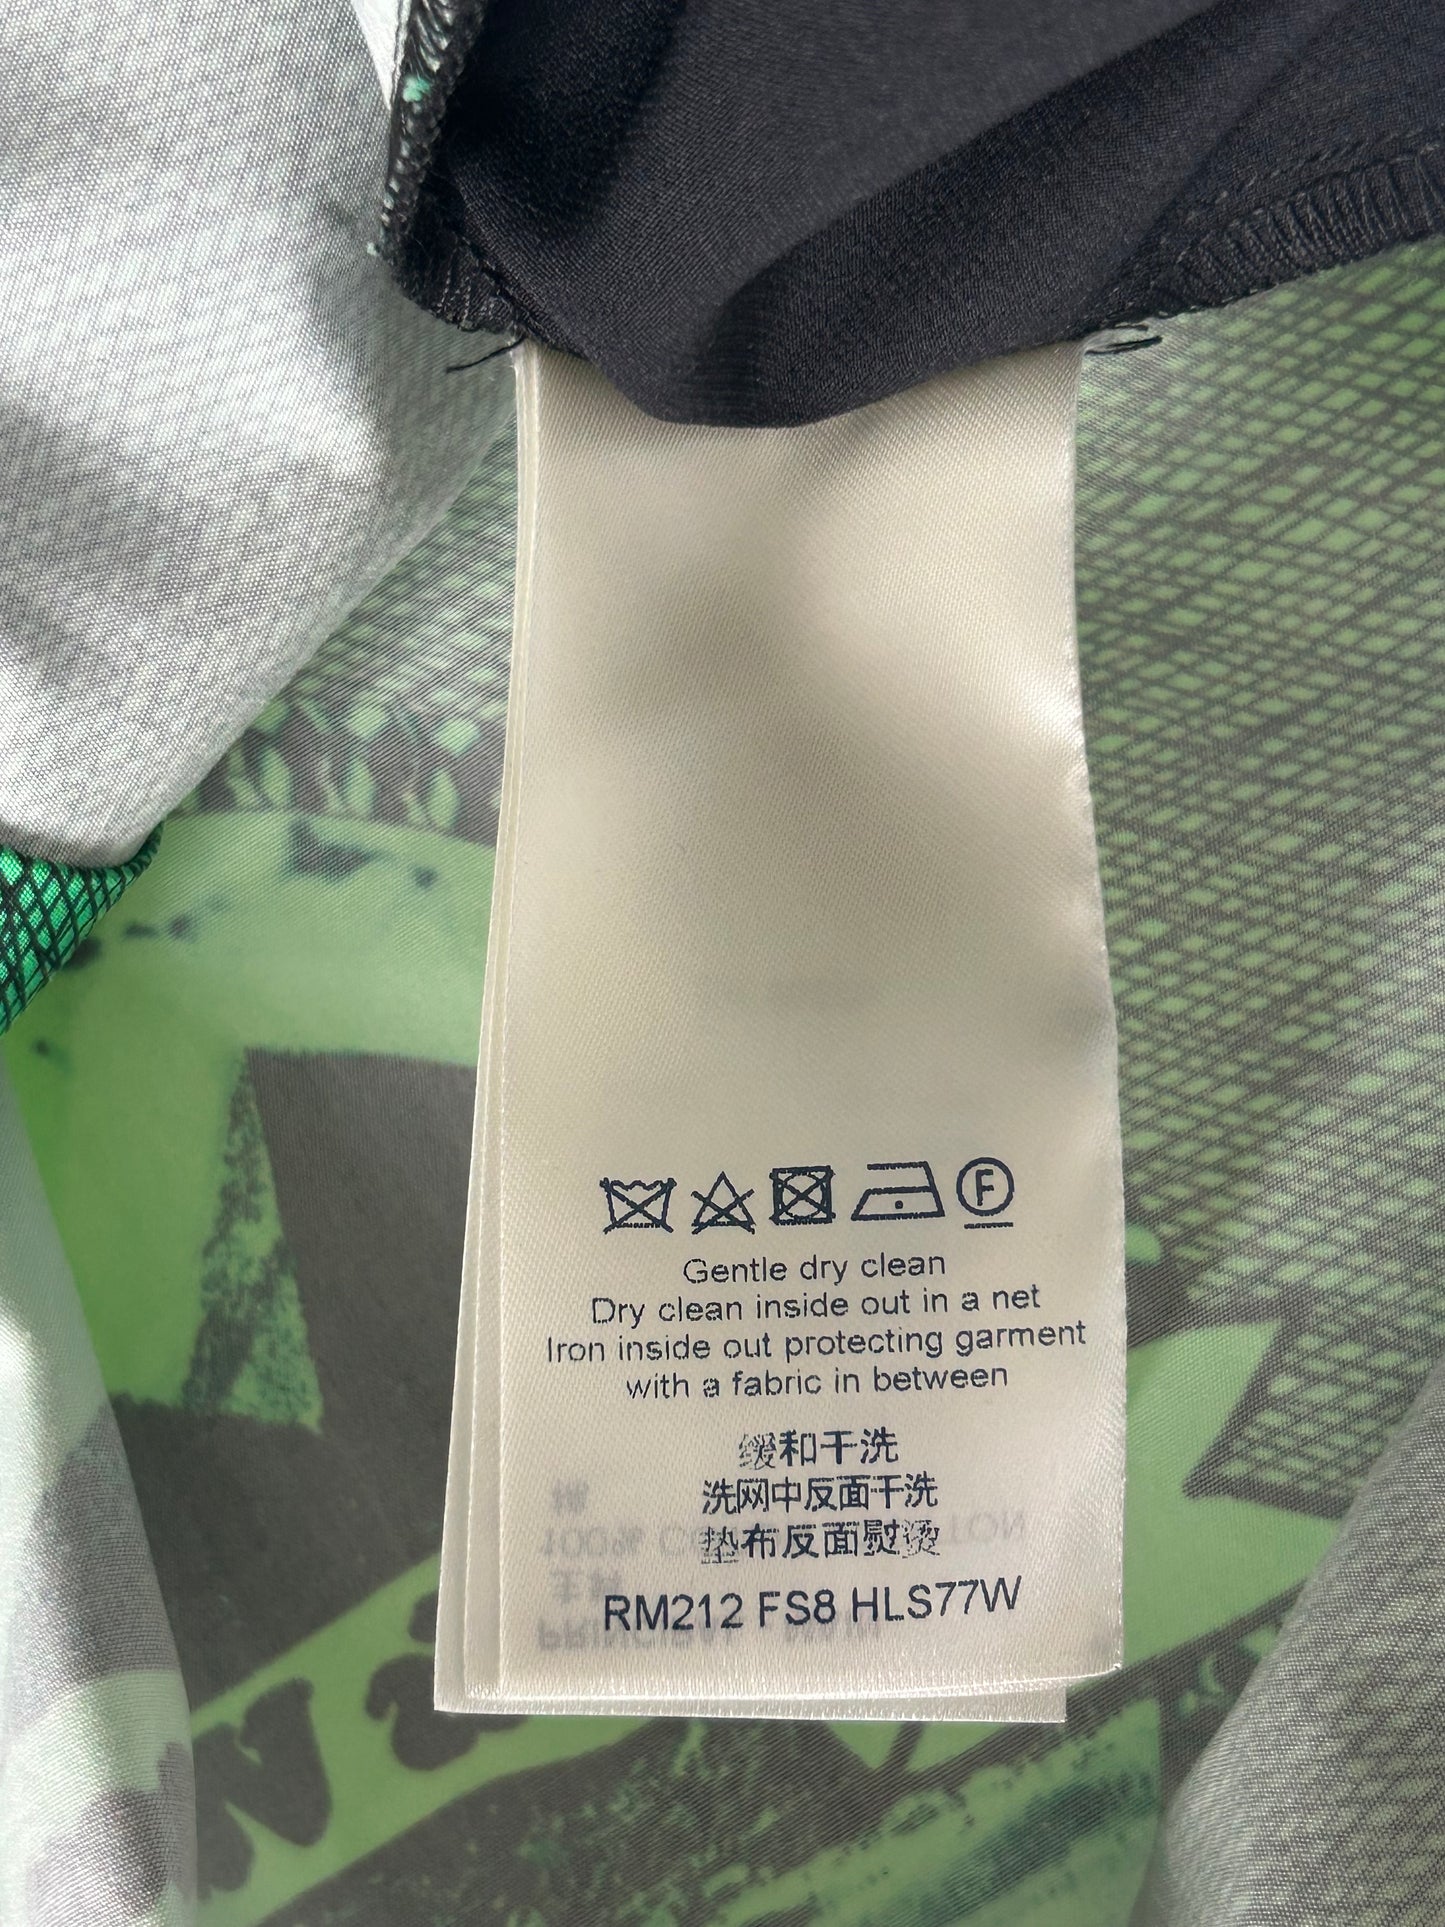 F
Gentle dry clean
Dry clean inside out in a net
Iron inside out protecting garment
with a fabric in between
缓和干洗
洗网中反面干洗
垫布反面熨烫
RM212 FS8 HLS77W